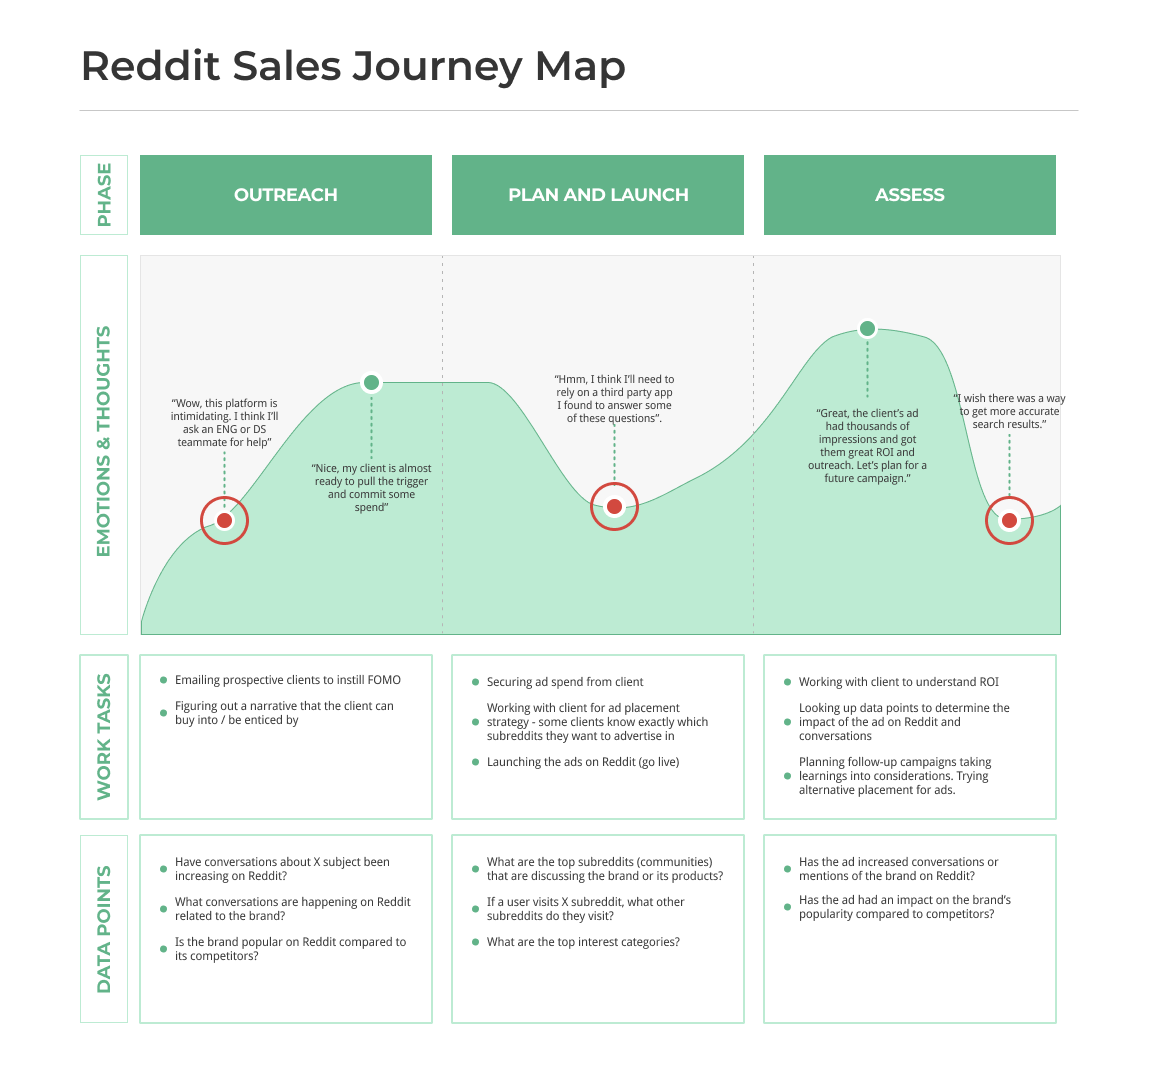 Reddit Sales Journey Map
PHASE
OUTREACH
PLAN AND LAUNCH
ASSESS
EMOTIONS & THOUGHTS
“Wow, this platform is
intimidating. I think I’ll
ask an ENG or DS
teammate for help”
“Nice, my client is almost
ready to pull the trigger
and commit some
spend”
“Hmm, I think I’ll need to
rely on a third party app
I found to answer some
of these questions”.
“Great, the client’s ad
had thousands of
impressions and got
them great ROI and
outreach. Let’s plan for a
future campaign.”
“I wish there was a way
to get more accurate
search results.”
WORK TASKS
Emailing prospective clients to instill FOMO
Figuring out a narrative that the client can
buy into / be enticed by
Securing ad spend from client
Working with client for ad placement
strategy - some clients know exactly which
subreddits they want to advertise in
Launching the ads on Reddit (go live)
Working with client to understand ROI
Looking up data points to determine the
impact of the ad on Reddit and
conversations
Planning follow-up campaigns taking
learnings into considerations. Trying
alternative placement for ads.
DATA POINTS
Have conversations about X subject been
increasing on Reddit?
What conversations are happening on Reddit
related to the brand?
Is the brand popular on Reddit compared to
its competitors?
What are the top subreddits (communities)
that are discussing the brand or its products?
If a user visits X subreddit, what other
subreddits do they visit?
What are the top interest categories?
Has the ad increased conversations or
mentions of the brand on Reddit?
Has the ad had an impact on the brand’s
popularity compared to competitors?